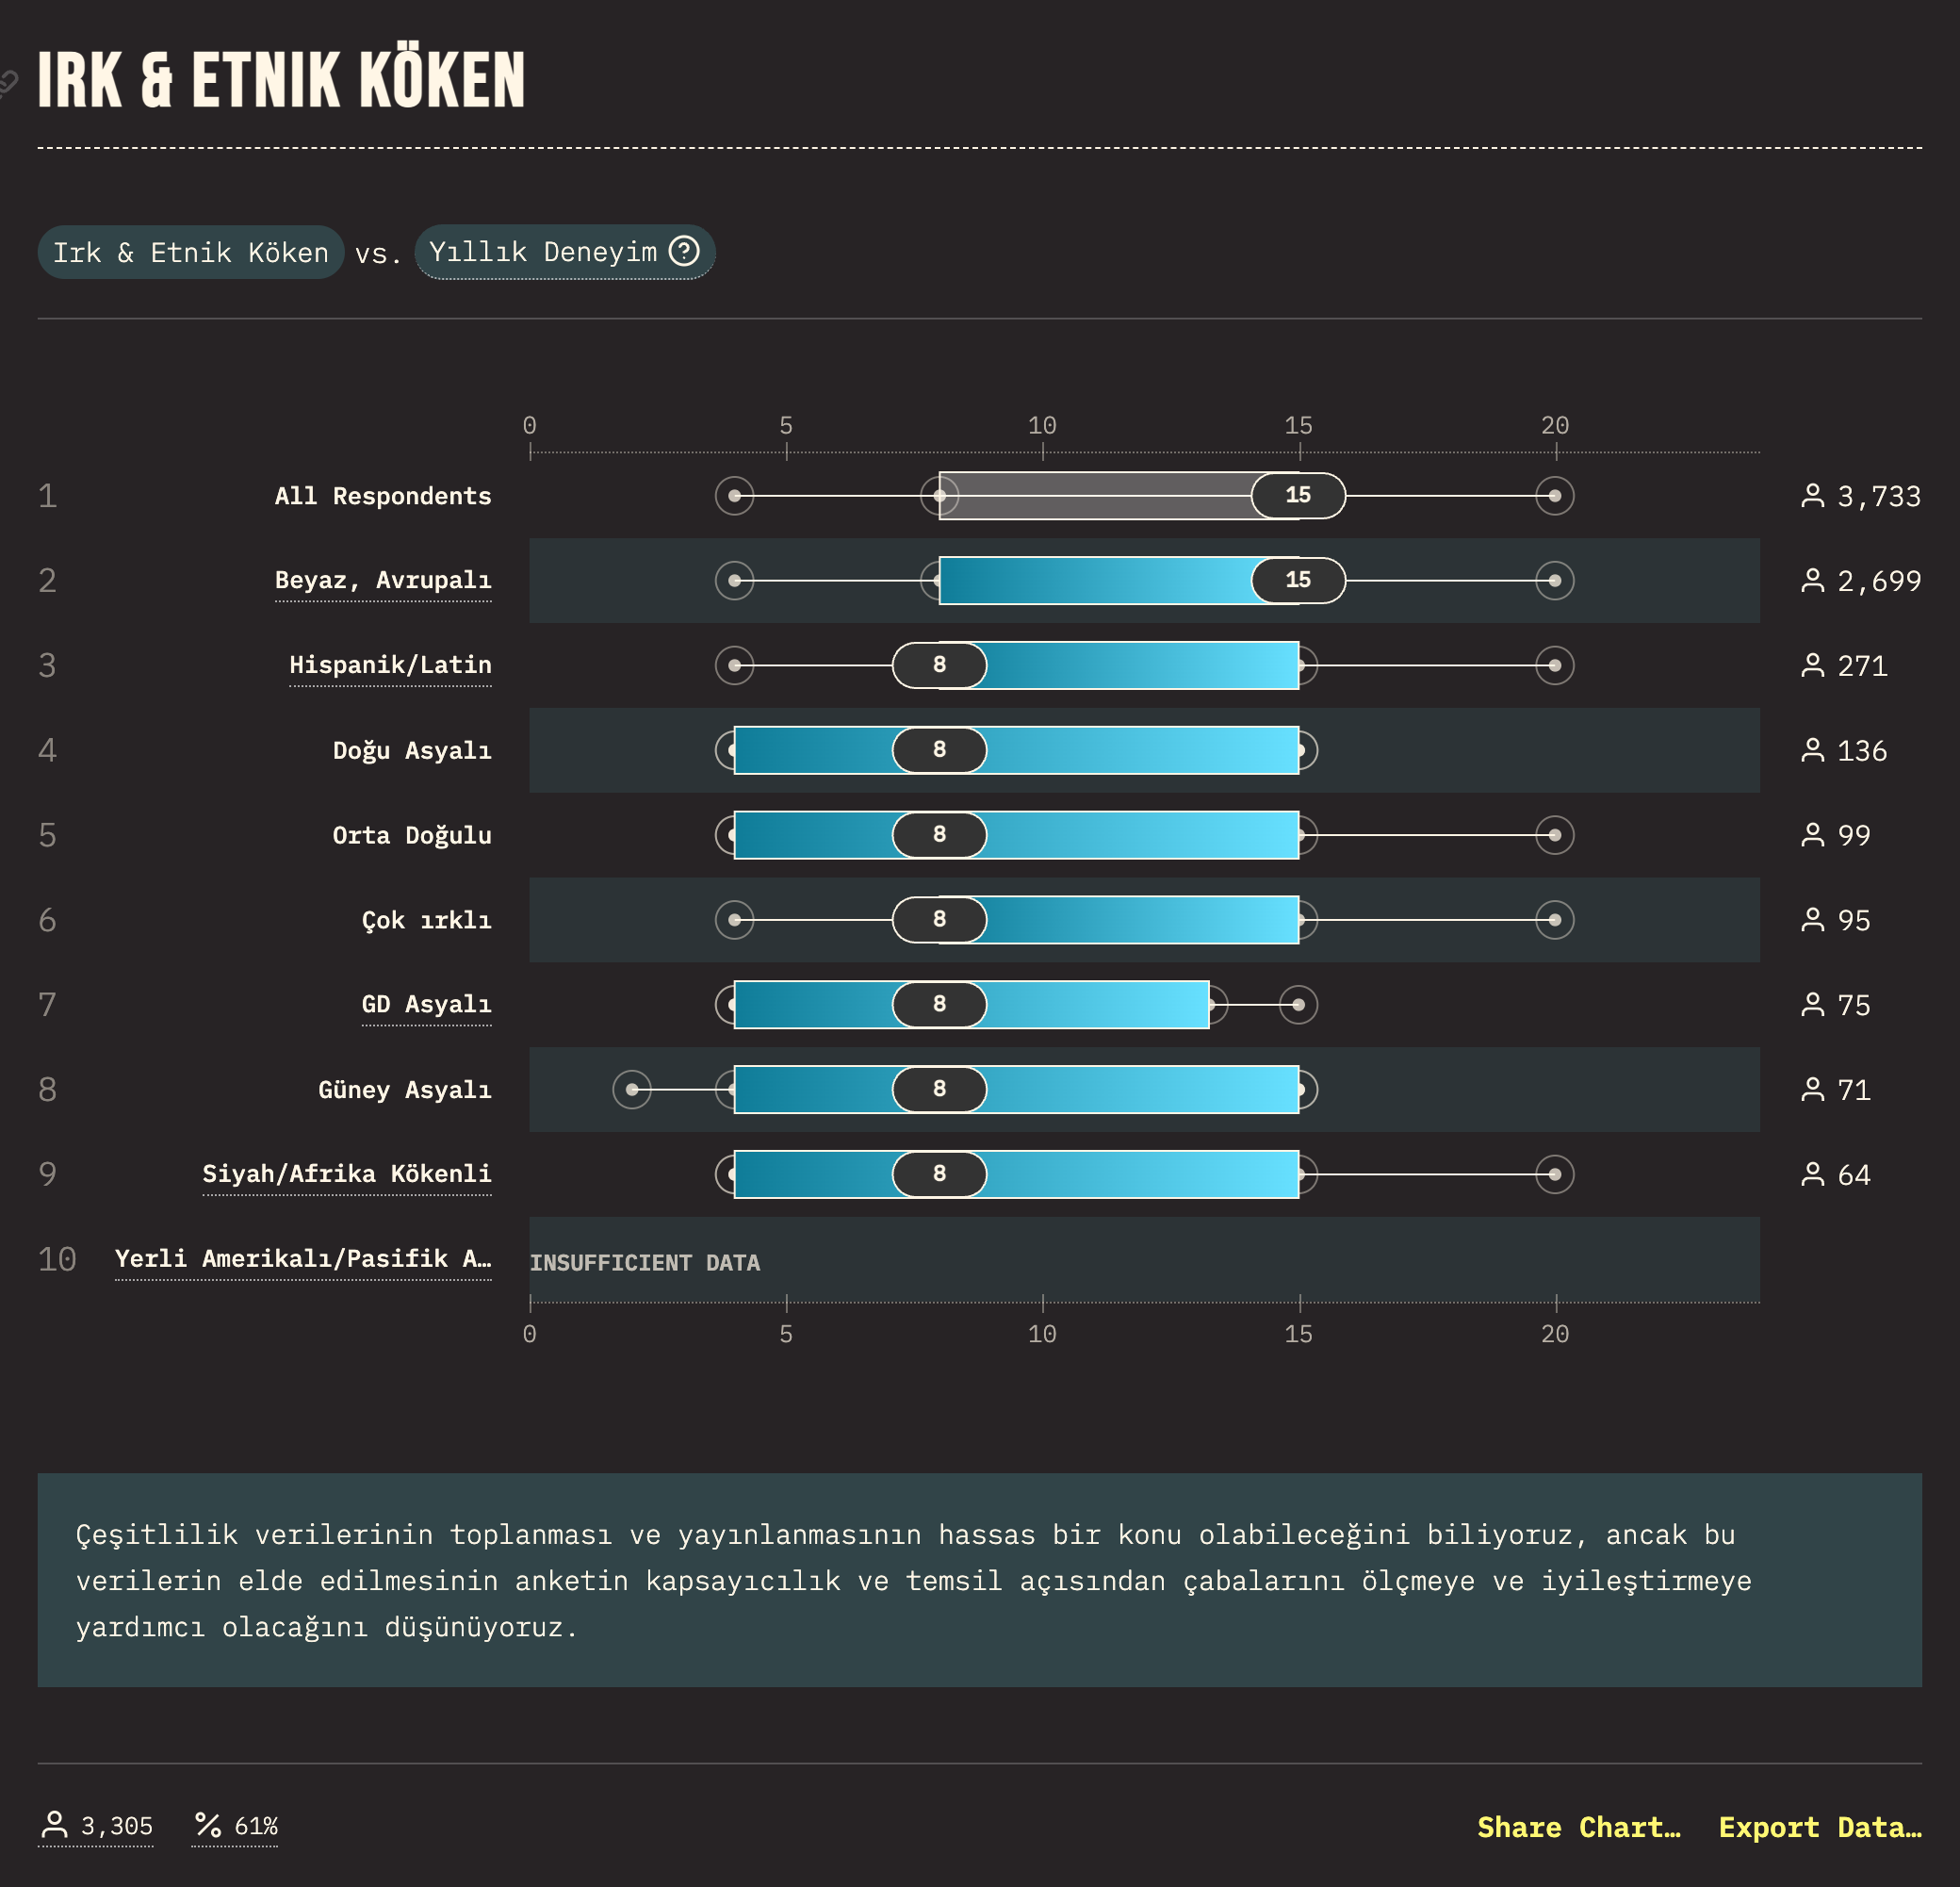 IRK & ETNIK KÖKEN
Irk & Etnik Köken vs. Yıllık Deneyim ?
0 5 10 15 20
1 All Respondents 15 3,733
2 Beyaz, Avrupalı 15 2,699
3 Hispanik/Latin 8 271
4 Doğu Asyalı 8 136
5 Orta Doğulu 8 99
6 Çok ırklı 8 95
7 GD Asyalı 8 75
8 Güney Asyalı 8 71
9 Siyah/Afrika Kökenli 8 64
10 Yerli Amerikalı/Pasifik A… INSUFFICIENT DATA
0 5 10 15 20
Çeşitlilik verilerinin toplanması ve yayınlanmasının hassas bir konu olabileceğini biliyoruz, ancak bu
verilerin elde edilmesinin anketin kapsayıcılık ve temsil açısından çabalarını ölçmeye ve iyileştirmeye
yardımcı olacağını düşünüyoruz.
3,305 % 61% Share Chart… Export Data…